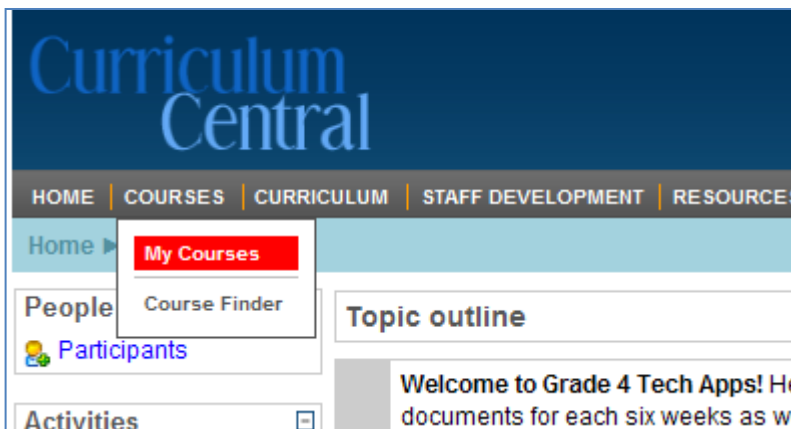 Curriculum
Central
HOME | COURSES | CURRICULUM | STAFF DEVELOPMENT | RESOURCES
Home ►
My Courses
Course Finder
People
Participants
Topic outline
Welcome to Grade 4 Tech Apps!
documents for each six weeks as
Activities